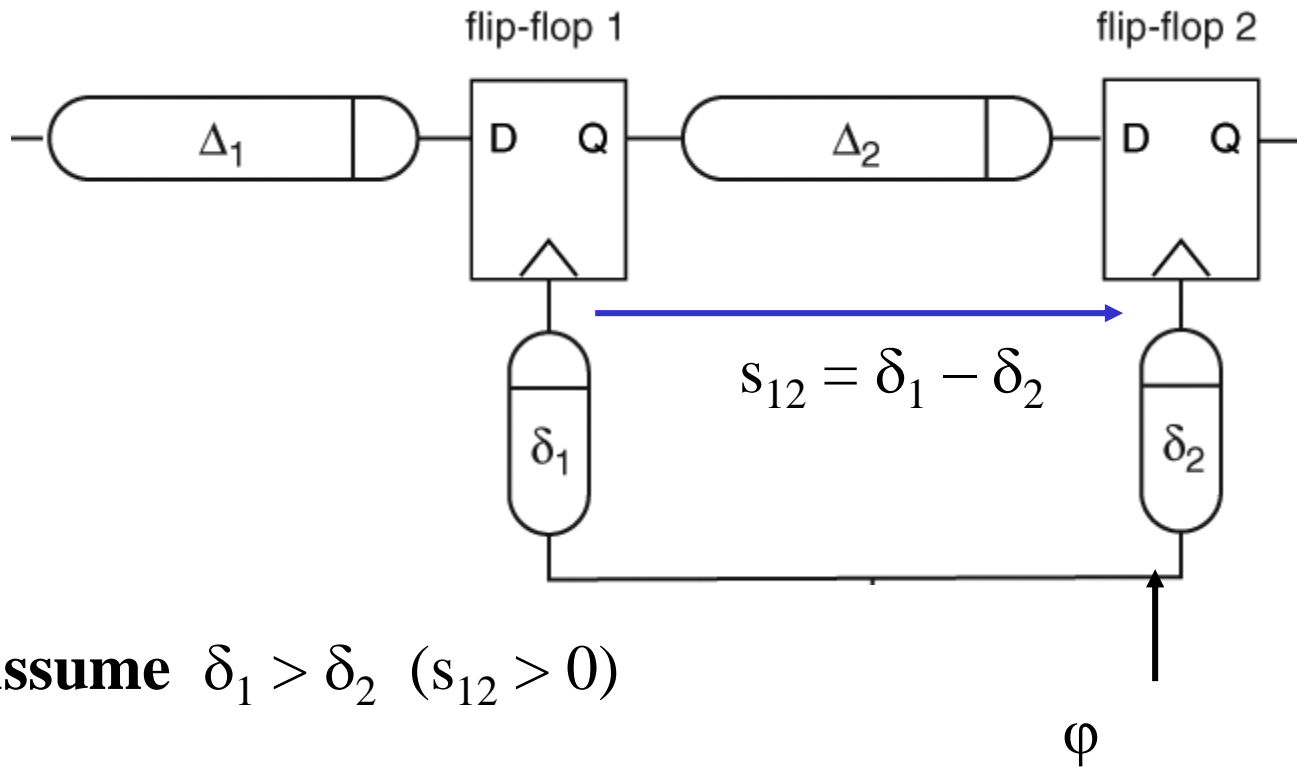 flip-flop 1
flip-flop 2
Δ₁
D Q
Δ₂
D Q
s₁₂ = δ₁ – δ₂
δ₁
δ₂
ssume δ₁ > δ₂ (s₁₂ > 0)
φ